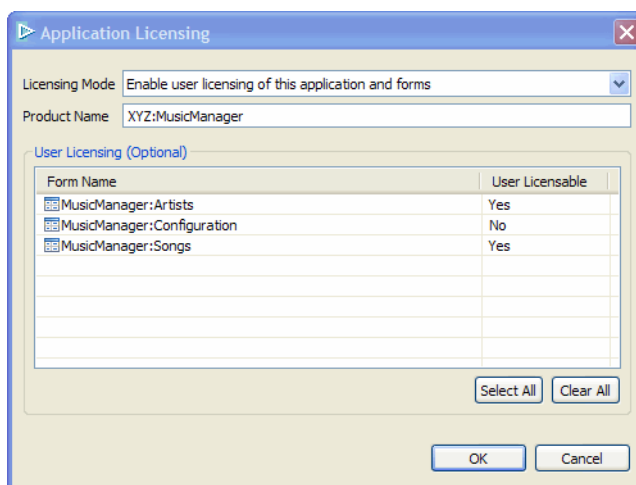 Application Licensing
Licensing Mode Enable user licensing of this application and forms
Product Name XYZ:MusicManager
User Licensing (Optional)
Form Name User Licensable
MusicManager:Artists Yes
MusicManager:Configuration No
MusicManager:Songs Yes
Select All Clear All
OK Cancel